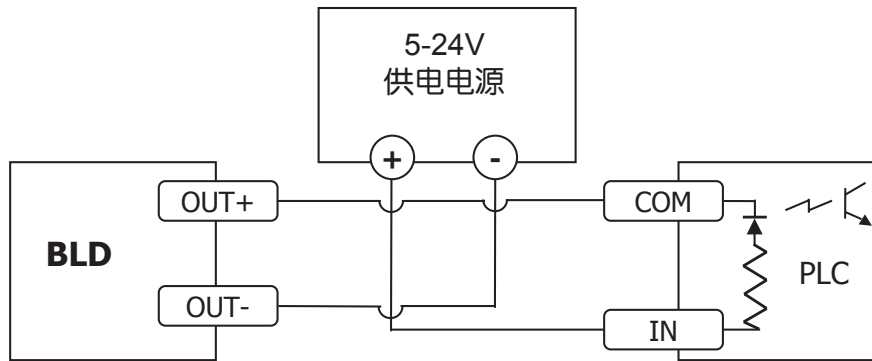 5-24V
供电电源
+
-
OUT+
COM
BLD
PLC
OUT-
IN